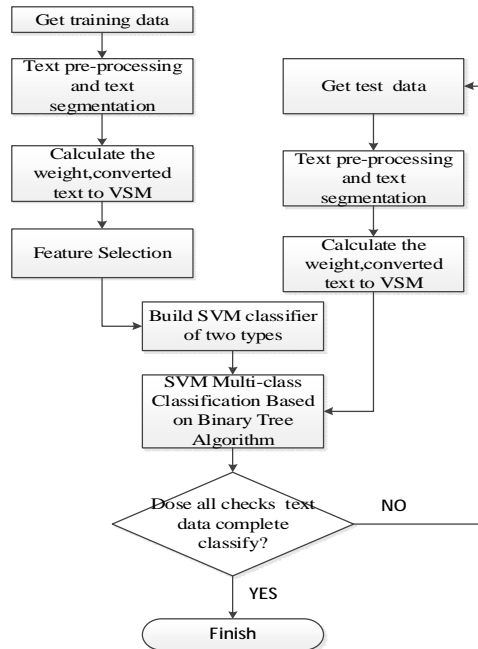 Get training data
Text pre-processing
and text
segmentation
Calculate the
weight,converted
text to VSM
Feature Selection
Get test data
Text pre-processing
and text
segmentation
Calculate the
weight,converted
text to VSM
Build SVM classifier
of two types
SVM Multi-class
Classification Based
on Binary Tree
Algorithm
Dose all checks text
data complete
classify?
NO
YES
Finish